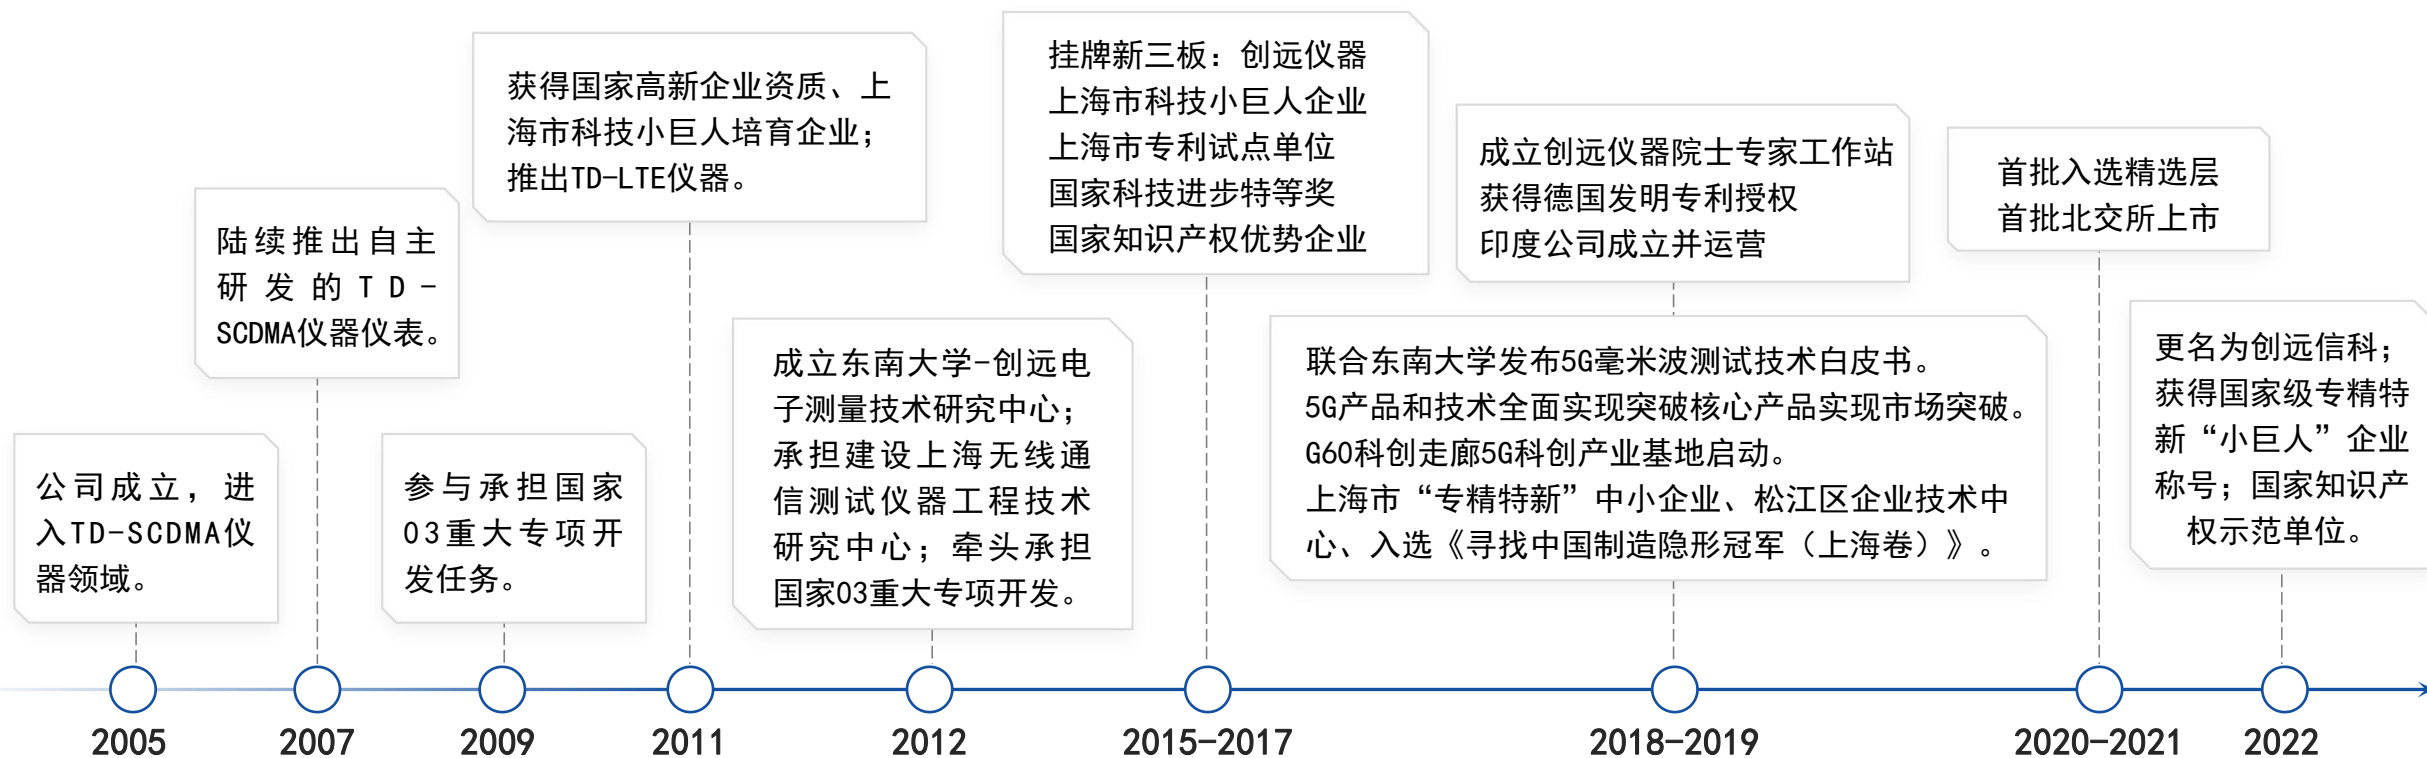 公司成立，进
入TD-SCDMA仪
器领域。
2005
陆续推出自主
研发的TD-
SCDMA仪器仪表。
2007
参与承担国家
03重大专项开
发任务。
2009
获得国家高新企业资质、上
海市科技小巨人培育企业；
推出TD-LTE仪器。
2011
成立东南大学-创远电
子测量技术研究中心；
承担建设上海无线通
信测试仪器工程技术
研究中心；牵头承担
国家03重大专项开发。
2012
挂牌新三板：创远仪器
上海市科技小巨人企业
上海市专利试点单位
国家科技进步特等奖
国家知识产权优势企业
2015-2017
成立创远仪器院士专家工作站
获得德国发明专利授权
印度公司成立并运营
联合东南大学发布5G毫米波测试技术白皮书。
5G产品和技术全面实现突破核心产品实现市场突破。
G60科创走廊5G科创产业基地启动。
上海市“专精特新”中小企业、松江区企业技术中
心、入选《寻找中国制造隐形冠军（上海卷）》。
2018-2019
首批入选精选层
首批北交所上市
2020-2021
更名为创远信科；
获得国家级专精特
新“小巨人”企业
称号；国家知识产
权示范单位。
2022